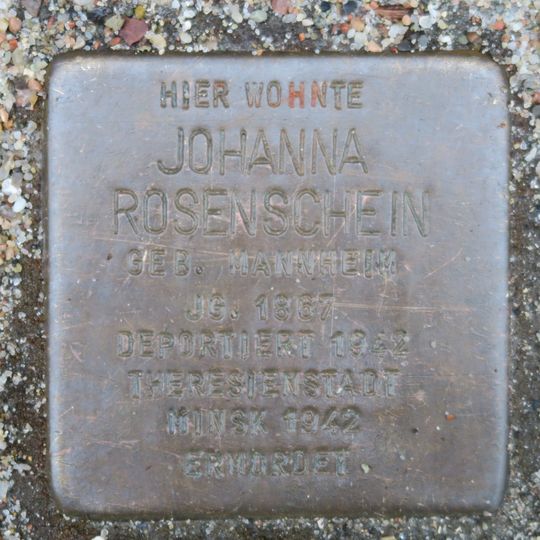 HIER WOHNTE
JOHANNA
ROSENSCHEIN
GEB. MANNHEIM
JG. 1867
DEPORTIERT 1942
THERESIENSTADT
MINSK 1942
ERMORDET